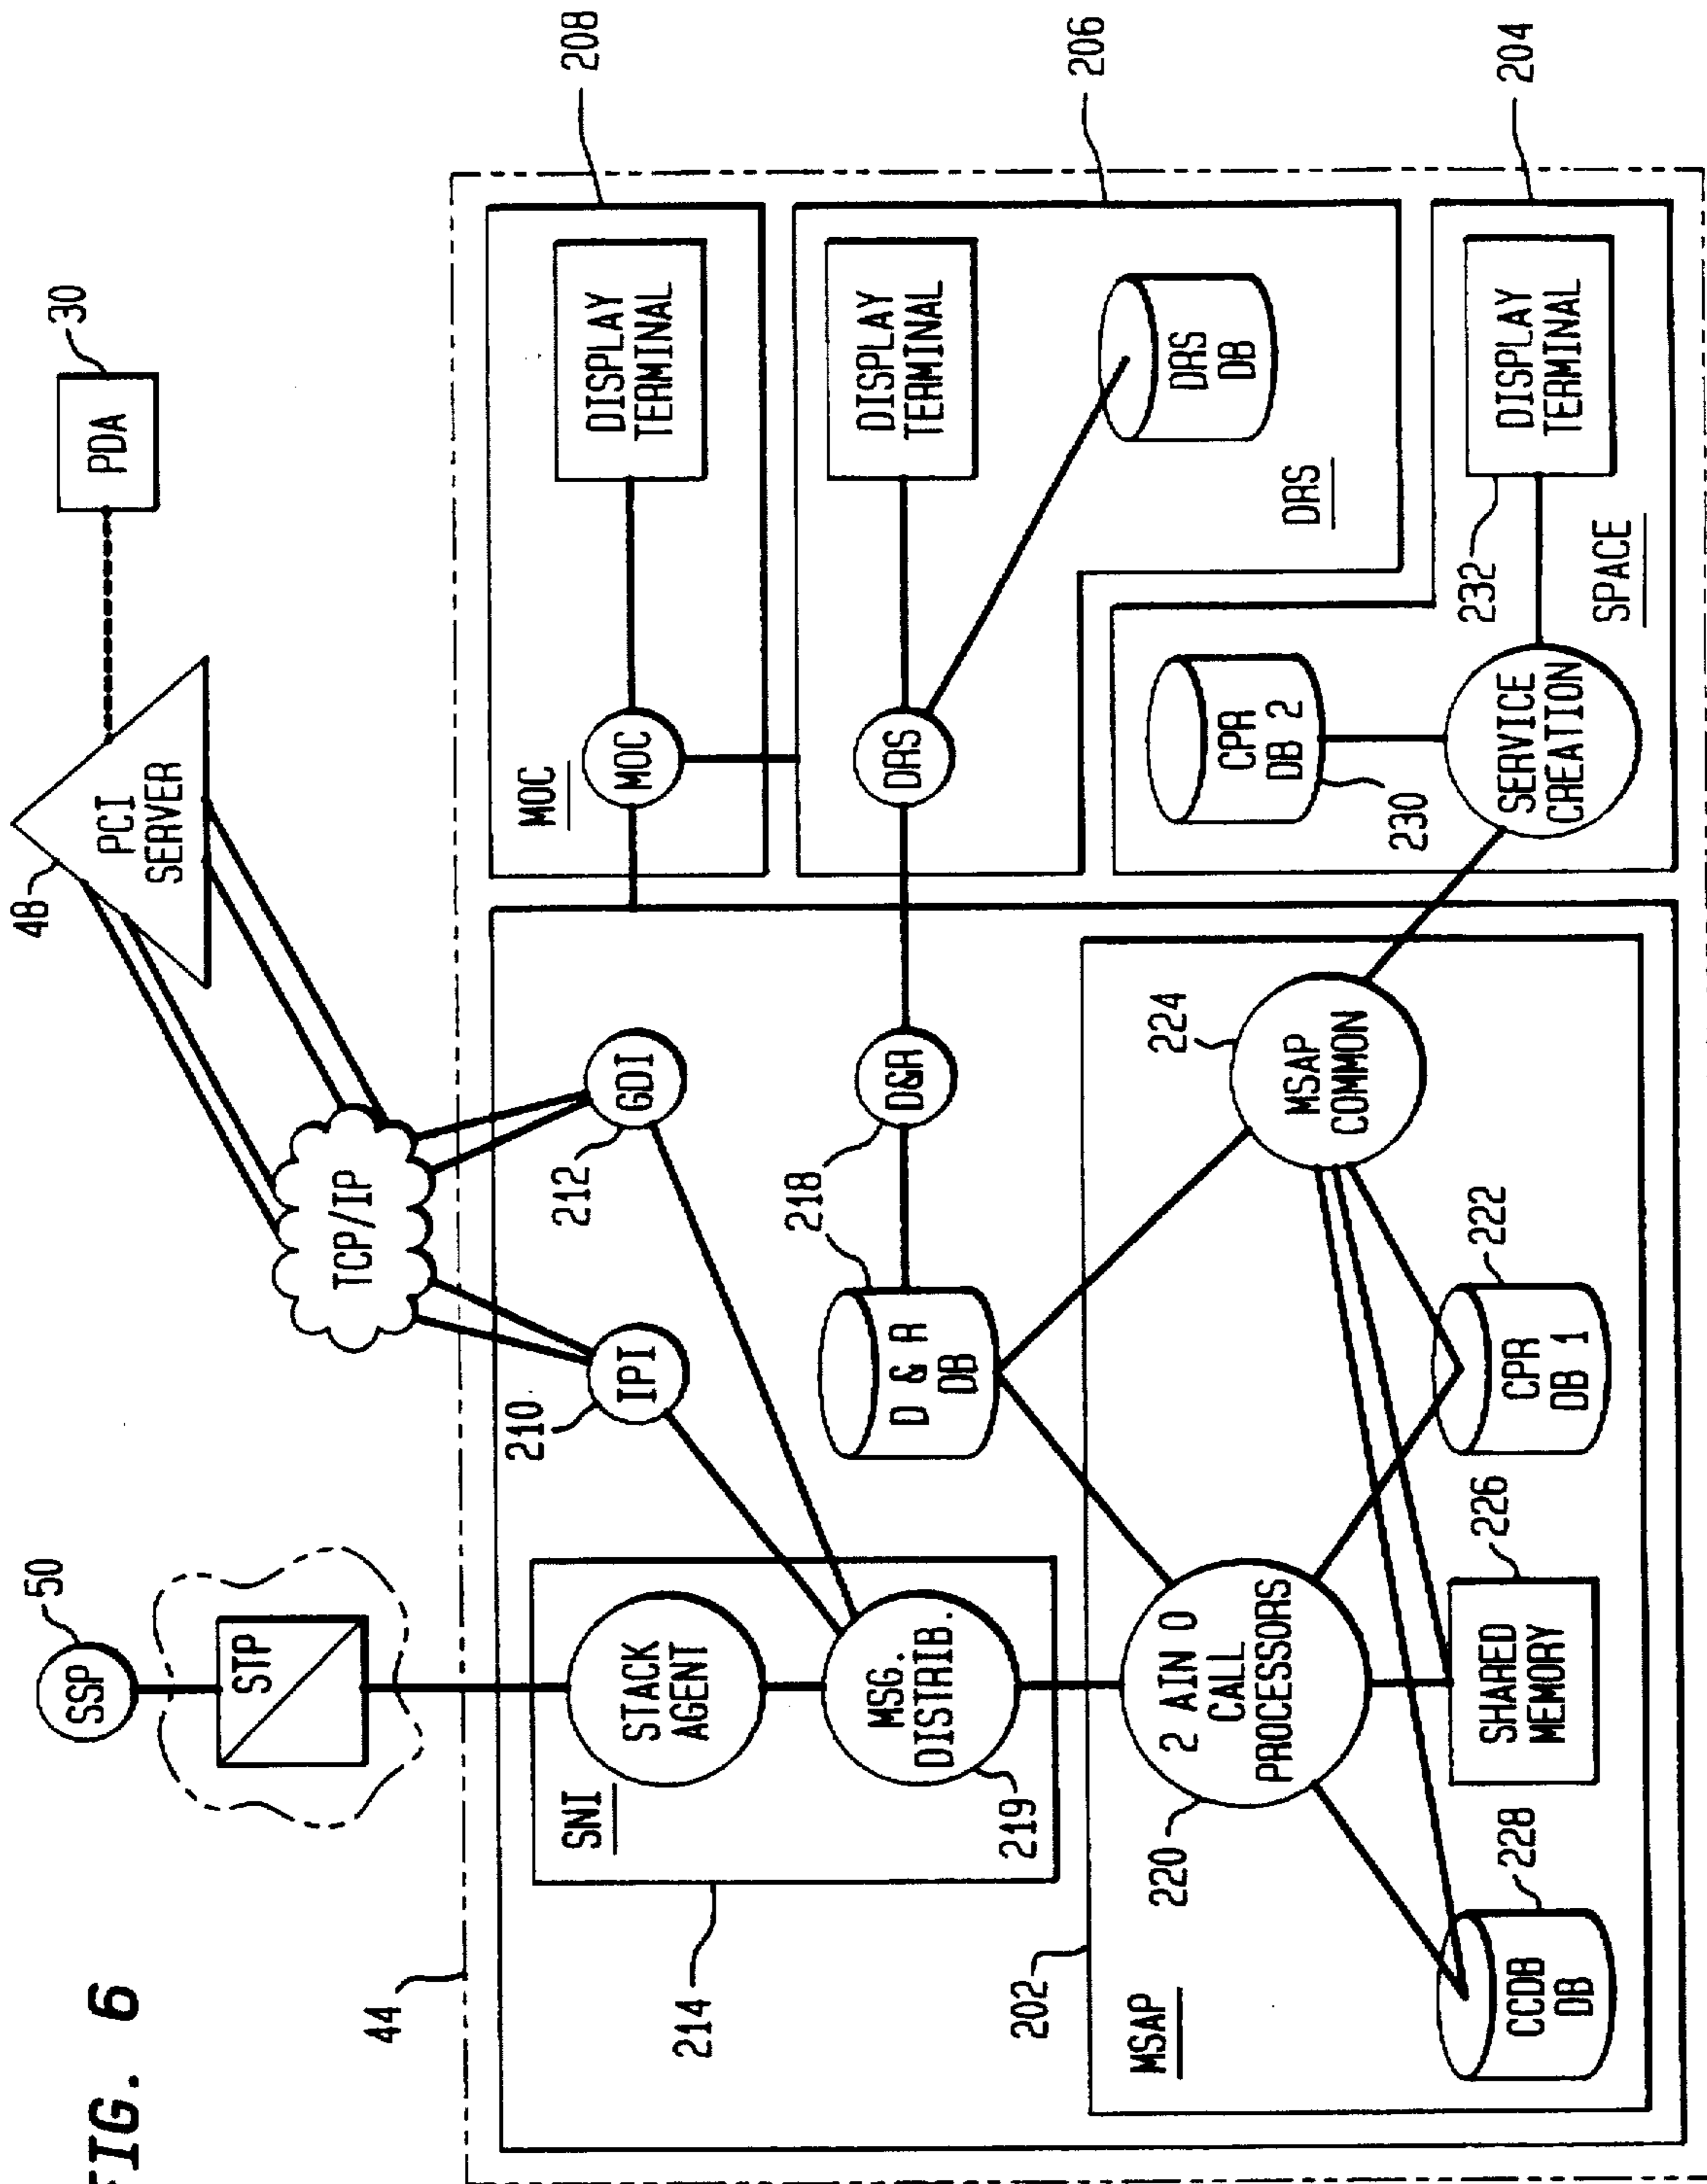 FIG. 6
SSP
50
STP
48
PCI
SERVER
PDA
30
TCP/IP
44
214
SNI
STACK
AGENT
MSG.
DISTRIB.
219
210
IPI
212
GDI
218
D & R
DB
D&R
MOC
MOC
DISPLAY
TERMINAL
208
DRS
DISPLAY
TERMINAL
DRS
DB
DRS
206
202
MSAP
220
2 AIN 0
CALL
PROCESSORS
224
MSAP
COMMON
CCDB
DB
228
SHARED
MEMORY
226
CPR
DB 1
222
CPR
DB 2
230
SERVICE
CREATION
232
DISPLAY
TERMINAL
SPACE
204